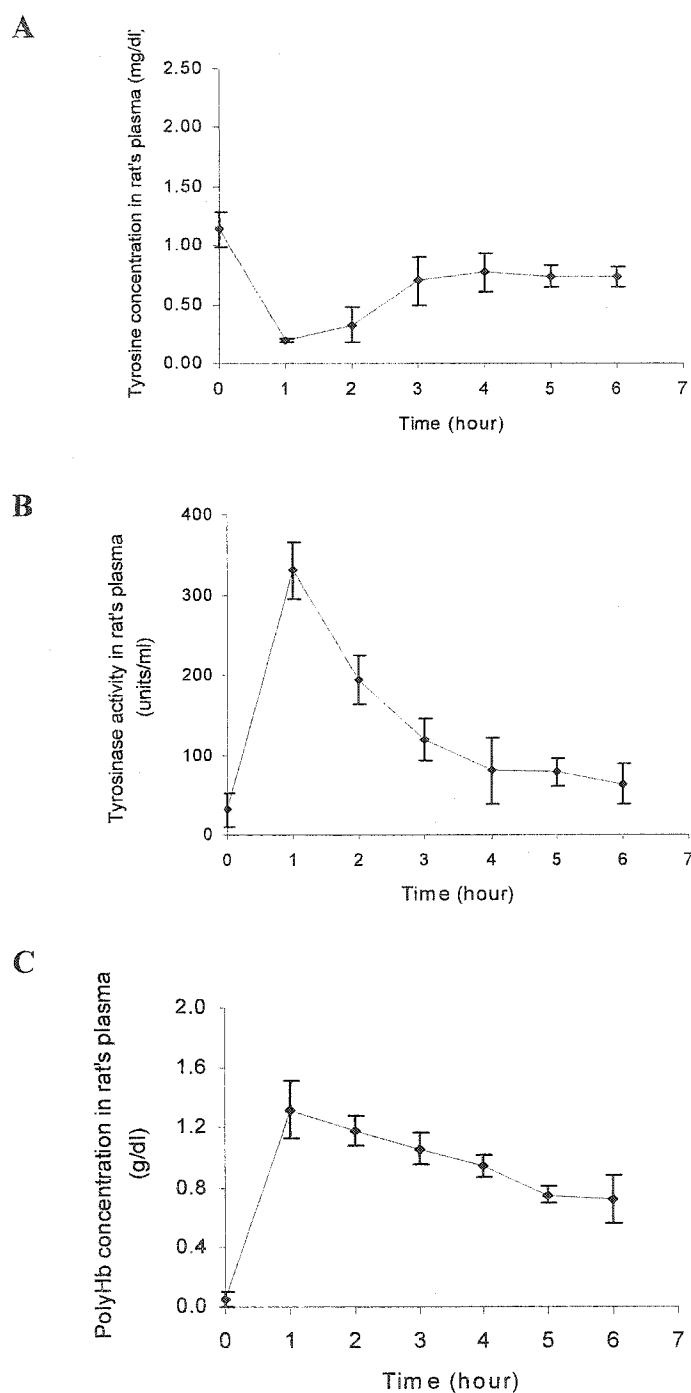 A
Tyrosine concentration in rat's plasma (mg/dl)
2.50
2.00
1.50
1.00
0.50
0.00
0 1 2 3 4 5 6 7
Time (hour)
B
Tyrosinase activity in rat's plasma
(units/ml)
400
300
200
100
0
0 1 2 3 4 5 6 7
Time (hour)
C
PolyHb concentration in rat's plasma
(g/dl)
2.0
1.6
1.2
0.8
0.4
0.0
0 1 2 3 4 5 6 7
Time (hour)